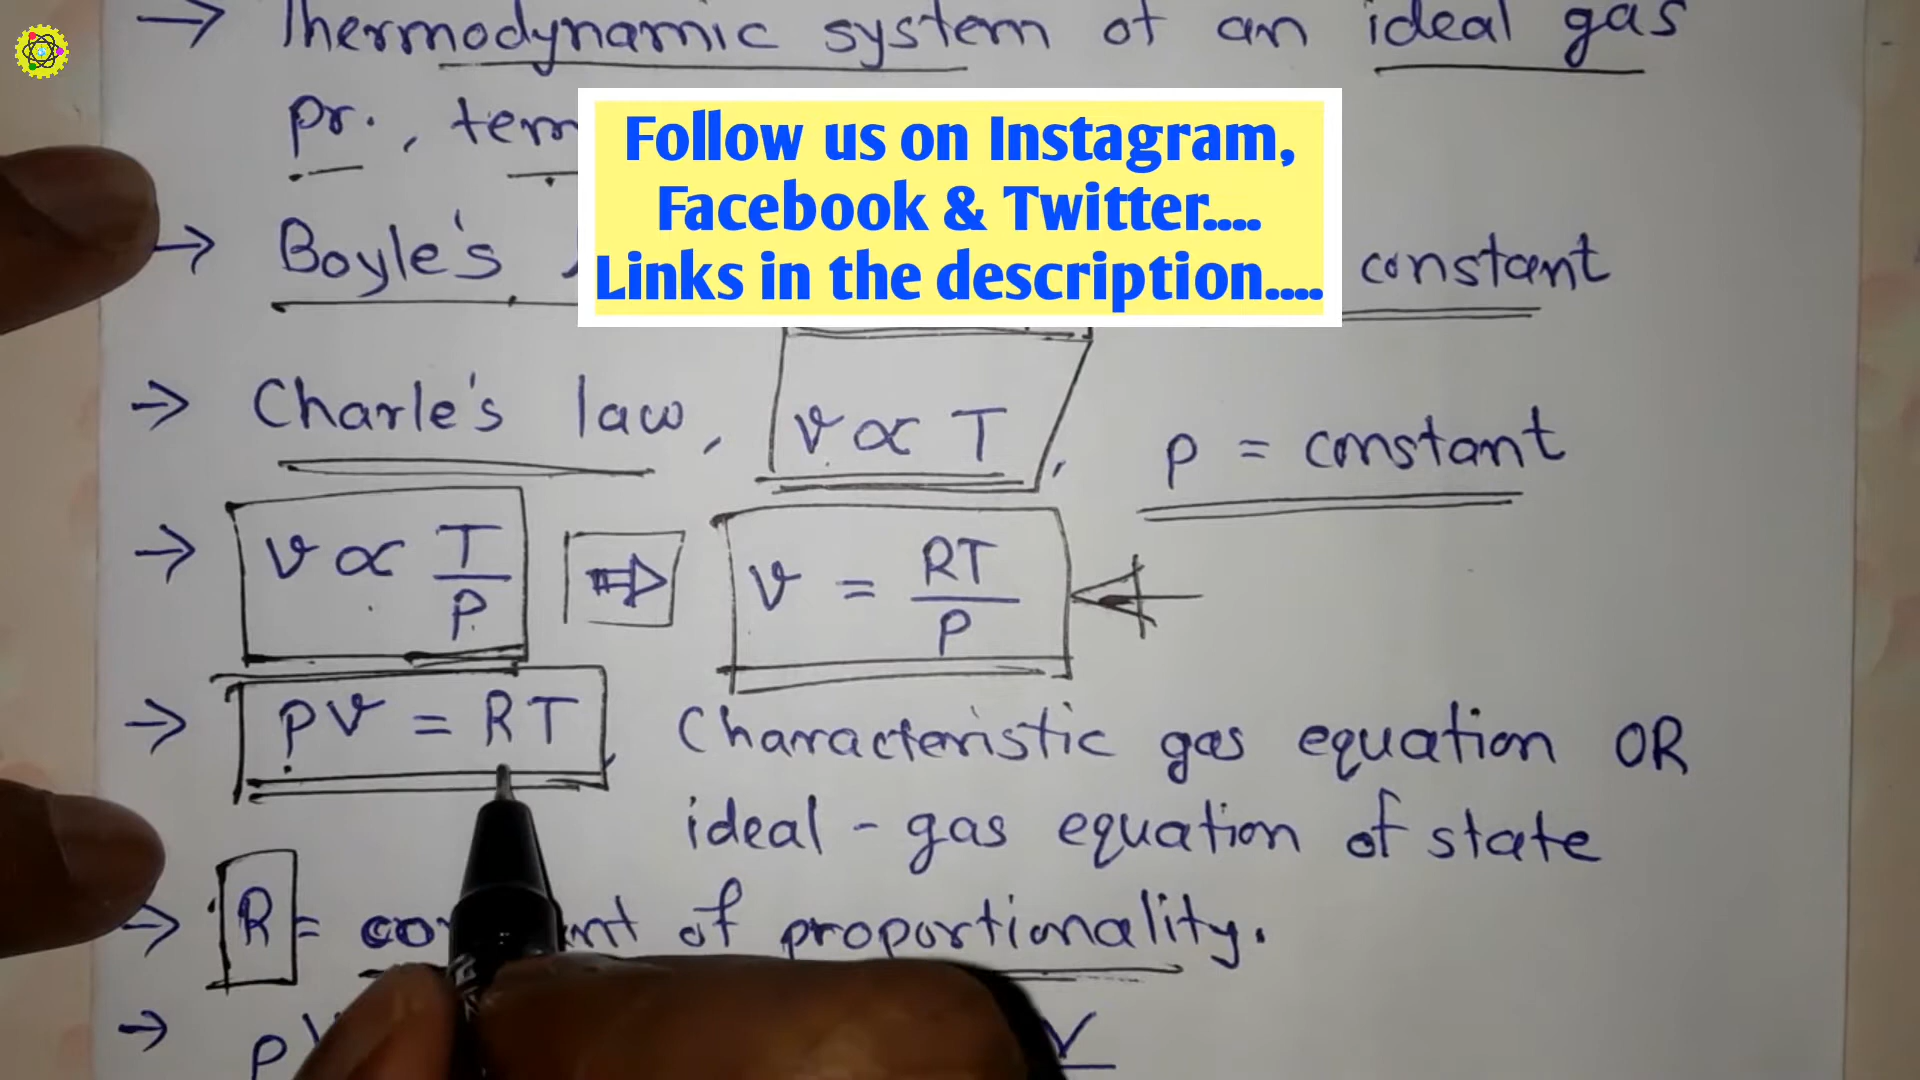 → Thermodynamic system of an ideal gas
pr., tem
Follow us on Instagram,
Facebook & Twitter....
Links in the description....
→ Boyle's constant
→ Charle's law, v ∝ T, p = constant
→ v ∝ T/P ⇒ v = RT/P
→ pv = RT, Characteristic gas equation OR
ideal - gas equation of state
→ R = of proportionality.
→ p